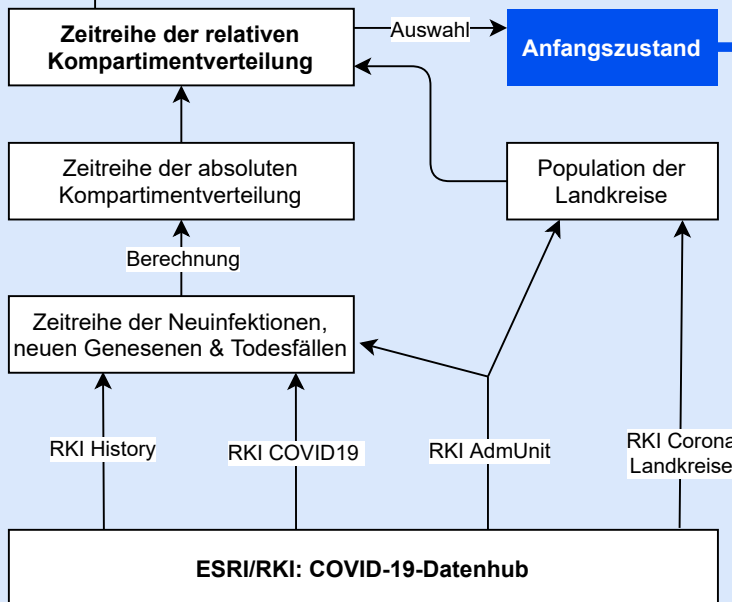 Zeitreihe der relativen
Kompartimentverteilung
Auswahl
Anfangszustand
Zeitreihe der absoluten
Kompartimentverteilung
Population der
Landkreise
Berechnung
Zeitreihe der Neuinfektionen,
neuen Genesenen & Todesfällen
RKI History
RKI COVID19
RKI AdmUnit
RKI Corona
Landkreise
ESRI/RKI: COVID-19-Datenhub